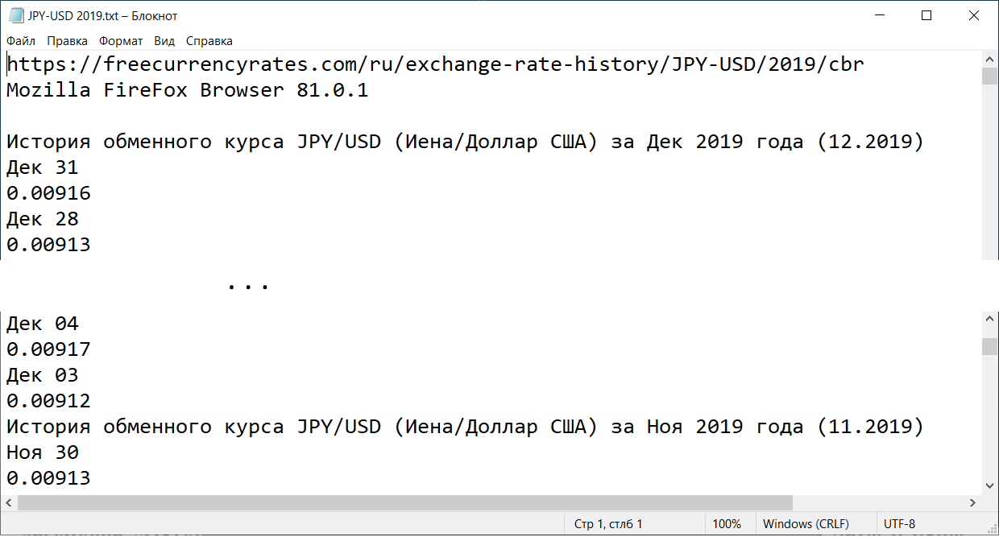 JPY-USD 2019.txt – Блокнот
Файл Правка Формат Вид Справка
https://freecurrencyrates.com/ru/exchange-rate-history/JPY-USD/2019/cbr
Mozilla FireFox Browser 81.0.1
История обменного курса JPY/USD (Иена/Доллар США) за Дек 2019 года (12.2019)
Дек 31
0.00916
Дек 28
0.00913
...
Дек 04
0.00917
Дек 03
0.00912
История обменного курса JPY/USD (Иена/Доллар США) за Ноя 2019 года (11.2019)
Ноя 30
0.00913
Стр 1, стлб 1 100% Windows (CRLF) UTF-8